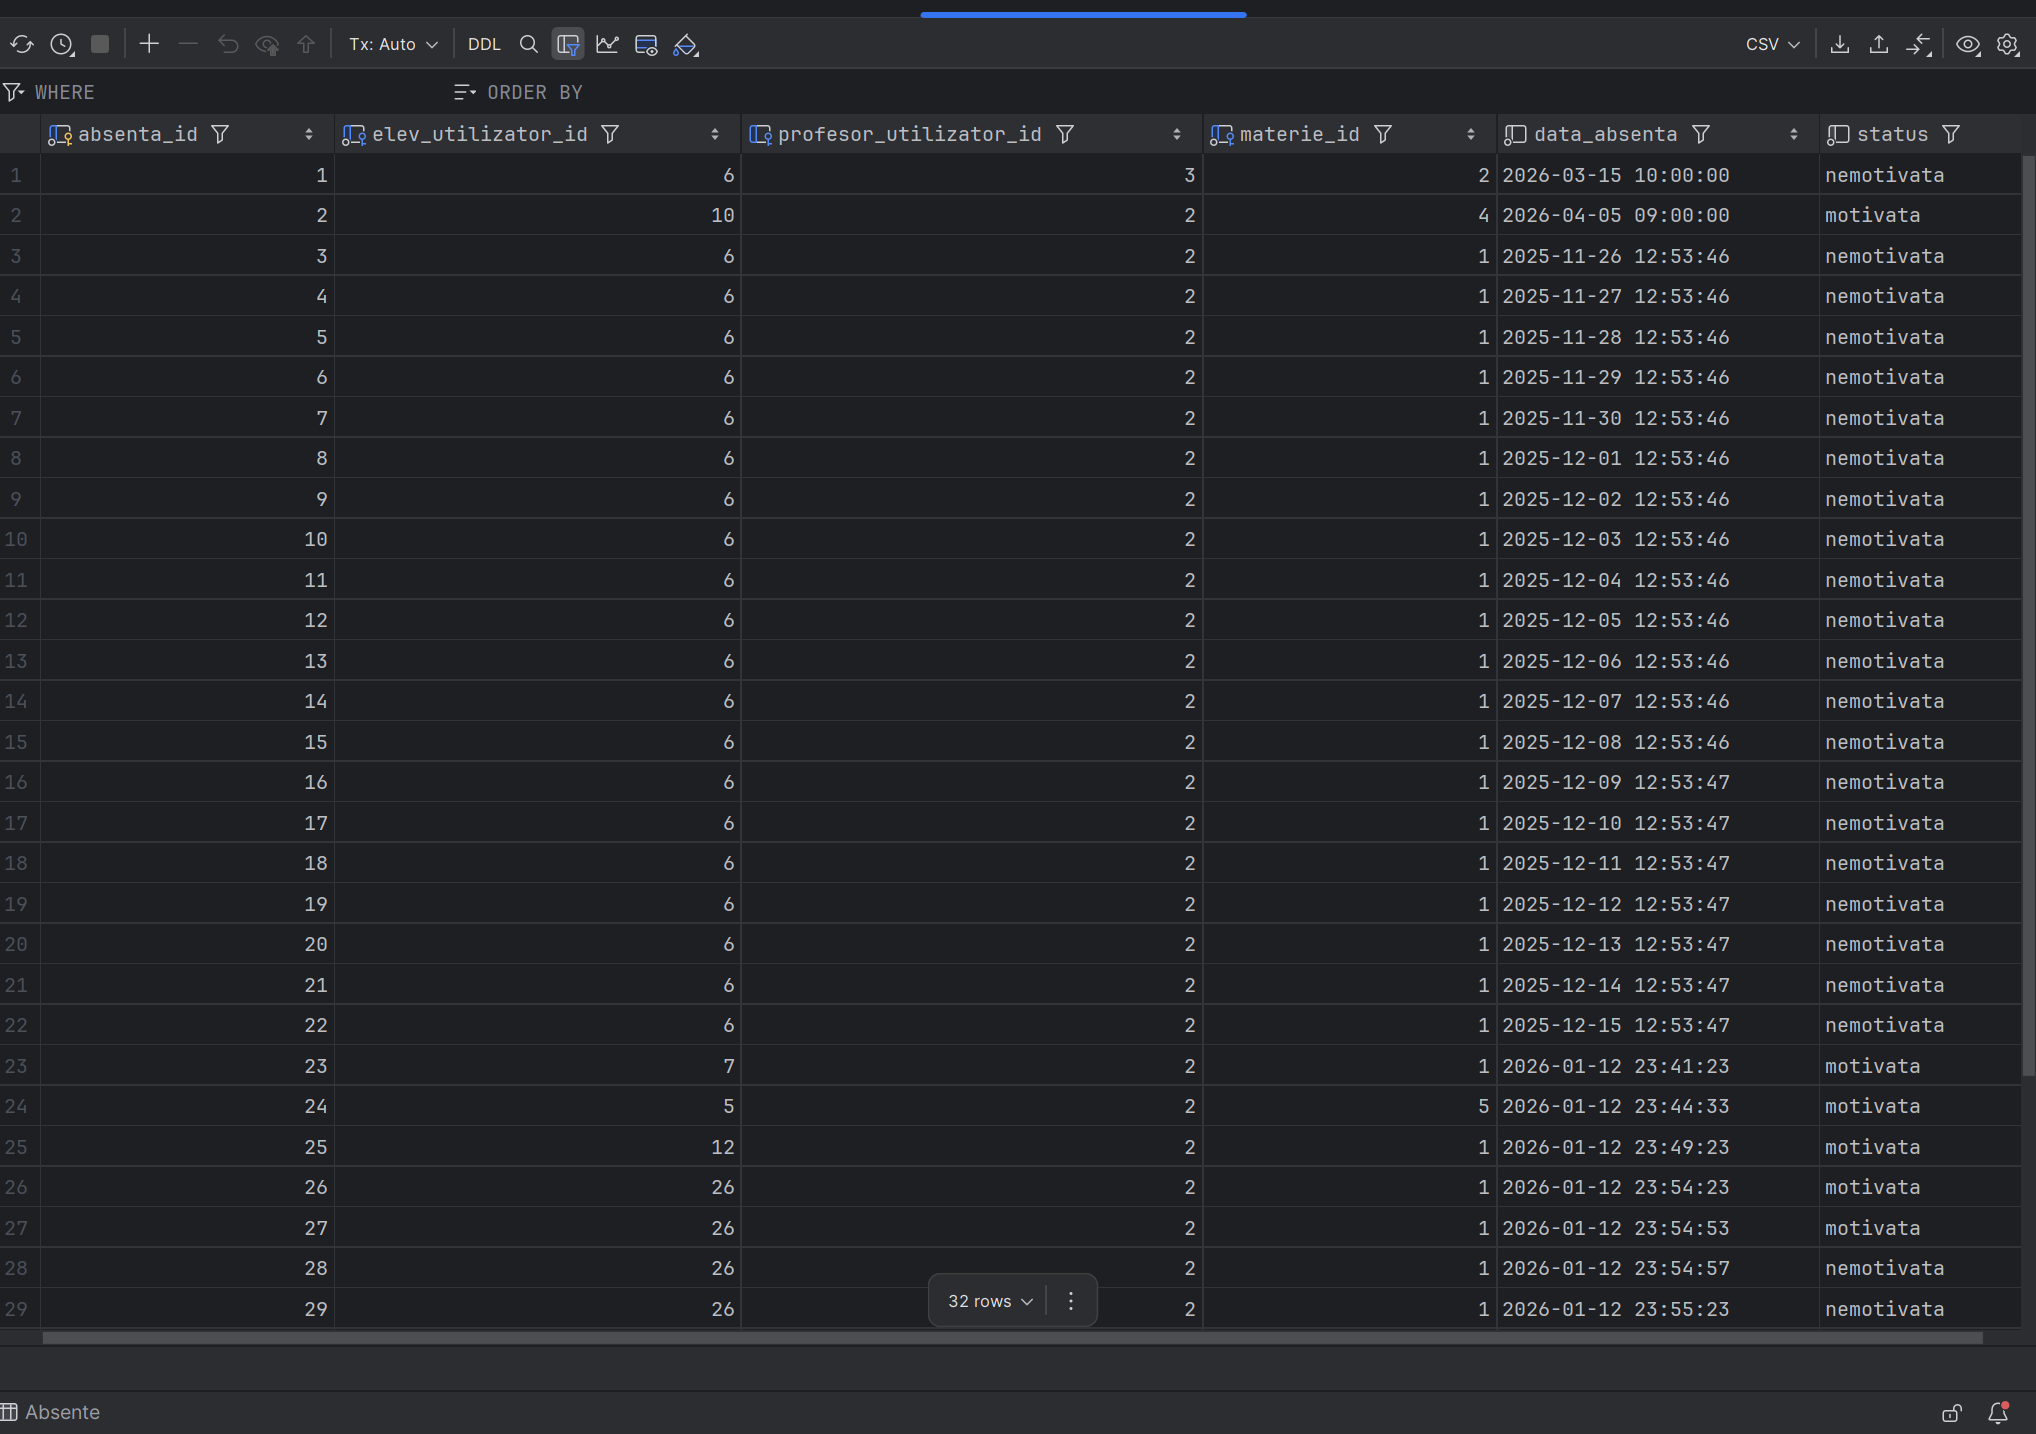 Tx: Auto DDL CSV
WHERE ORDER BY
absenta_id elev_utilizator_id profesor_utilizator_id materie_id data_absenta status
1 1 6 3 2 2026-03-15 10:00:00 nemotivata
2 2 10 2 4 2026-04-05 09:00:00 motivata
3 3 6 2 1 2025-11-26 12:53:46 nemotivata
4 4 6 2 1 2025-11-27 12:53:46 nemotivata
5 5 6 2 1 2025-11-28 12:53:46 nemotivata
6 6 6 2 1 2025-11-29 12:53:46 nemotivata
7 7 6 2 1 2025-11-30 12:53:46 nemotivata
8 8 6 2 1 2025-12-01 12:53:46 nemotivata
9 9 6 2 1 2025-12-02 12:53:46 nemotivata
10 10 6 2 1 2025-12-03 12:53:46 nemotivata
11 11 6 2 1 2025-12-04 12:53:46 nemotivata
12 12 6 2 1 2025-12-05 12:53:46 nemotivata
13 13 6 2 1 2025-12-06 12:53:46 nemotivata
14 14 6 2 1 2025-12-07 12:53:46 nemotivata
15 15 6 2 1 2025-12-08 12:53:46 nemotivata
16 16 6 2 1 2025-12-09 12:53:47 nemotivata
17 17 6 2 1 2025-12-10 12:53:47 nemotivata
18 18 6 2 1 2025-12-11 12:53:47 nemotivata
19 19 6 2 1 2025-12-12 12:53:47 nemotivata
20 20 6 2 1 2025-12-13 12:53:47 nemotivata
21 21 6 2 1 2025-12-14 12:53:47 nemotivata
22 22 6 2 1 2025-12-15 12:53:47 nemotivata
23 23 7 2 1 2026-01-12 23:41:23 motivata
24 24 5 2 5 2026-01-12 23:44:33 motivata
25 25 12 2 1 2026-01-12 23:49:23 motivata
26 26 26 2 1 2026-01-12 23:54:23 motivata
27 27 26 2 1 2026-01-12 23:54:53 motivata
28 28 26 2 1 2026-01-12 23:54:57 nemotivata
29 29 26 2 1 2026-01-12 23:55:23 nemotivata
32 rows
Absente